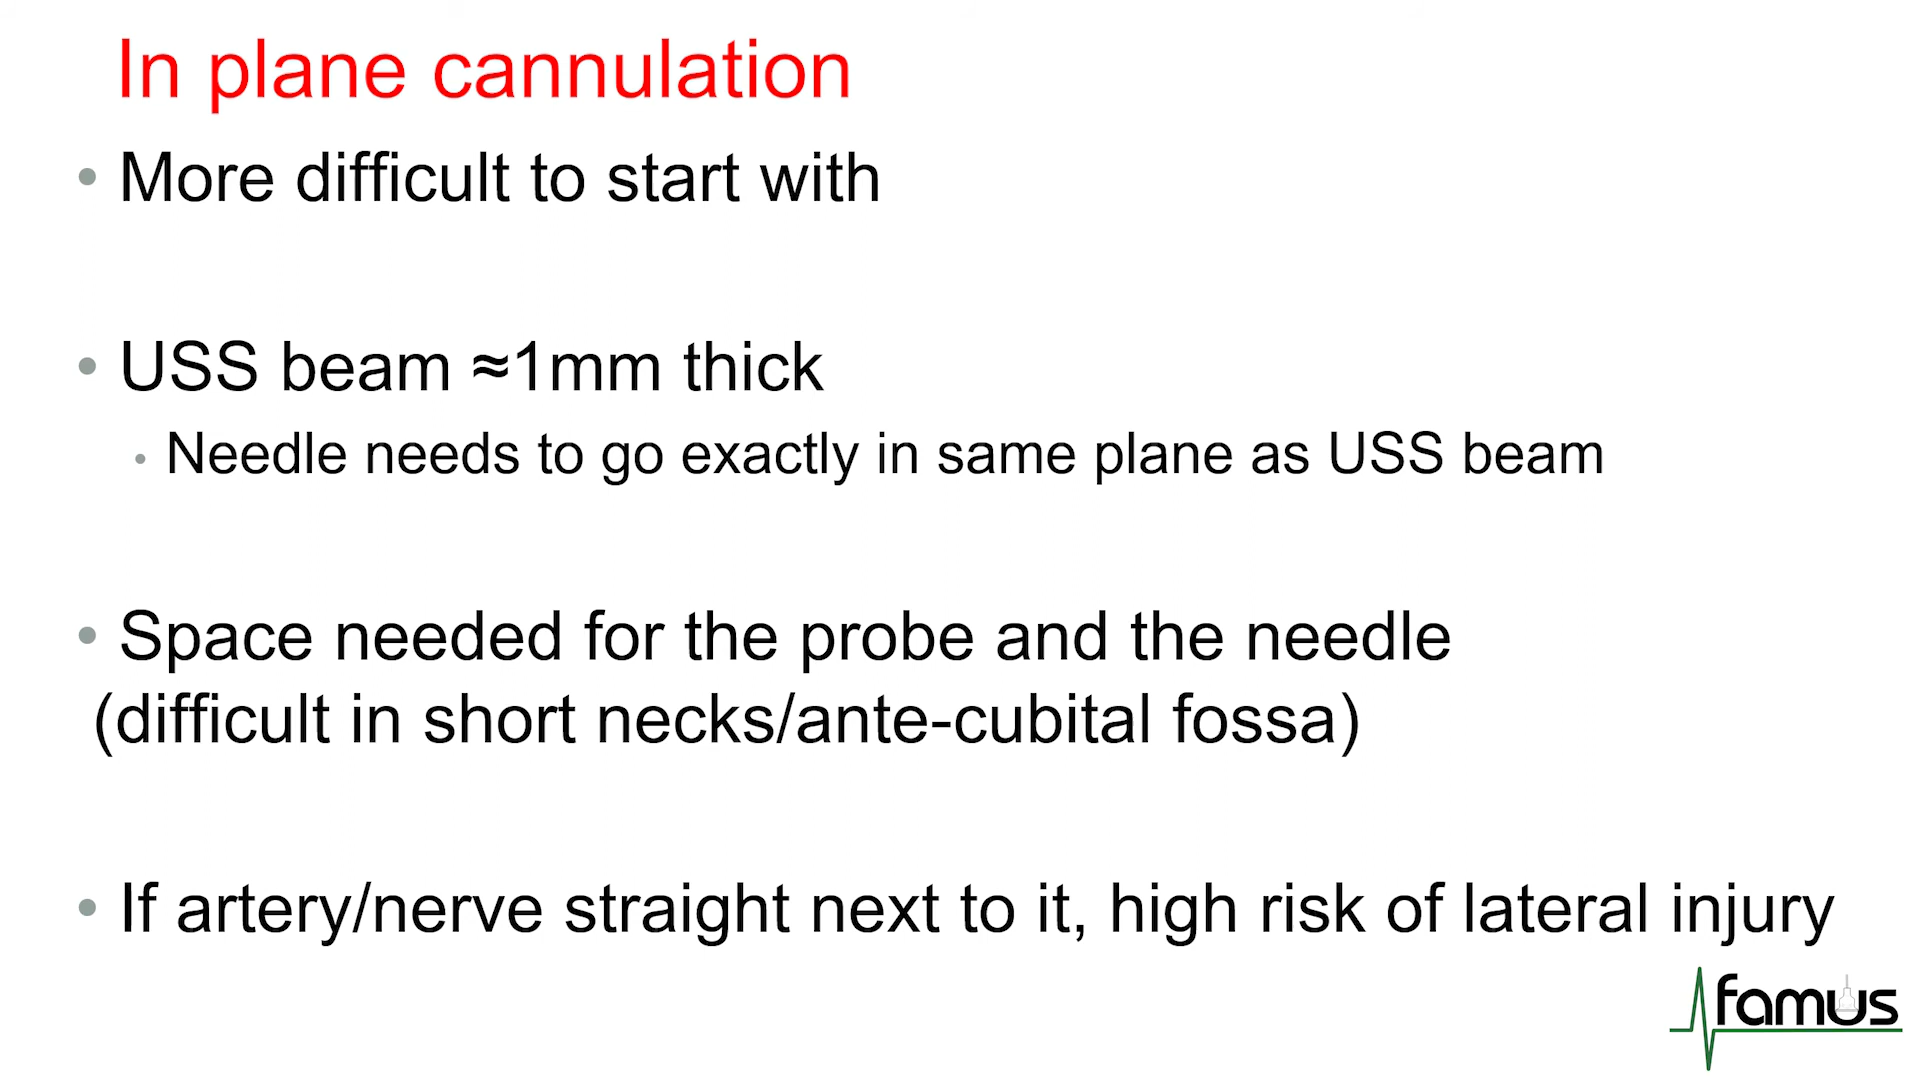 In plane cannulation
• More difficult to start with
• USS beam ≈1mm thick
• Needle needs to go exactly in same plane as USS beam
• Space needed for the probe and the needle
(difficult in short necks/ante-cubital fossa)
• If artery/nerve straight next to it, high risk of lateral injury
famus